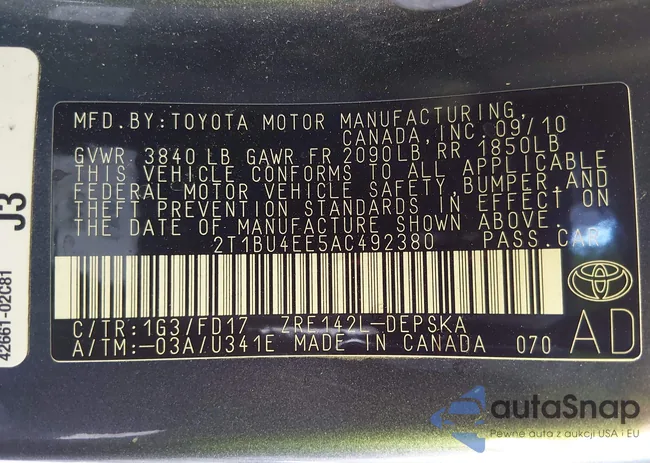 MFD.BY:TOYOTA MOTOR MANUFACTURING,
CANADA,INC. 09/10
GVWR 3840 LB GAWR FR 2090LB, RR 1850LB
THIS VEHICLE CONFORMS TO ALL APPLICABLE
FEDERAL MOTOR VEHICLE SAFETY,BUMPER,AND
THEFT PREVENTION STANDARDS IN EFFECT ON
THE DATE OF MANUFACTURE SHOWN ABOVE.
2T1BU4EE5AC492380 PASS.CAR
C/TR:1G3/FD17 ZRE142L-DEPSKA
A/TM:-03A/U341E MADE IN CANADA 070
AD
J3
42661-02C81
autaSnap
Pewne auta z aukcji USA i EU